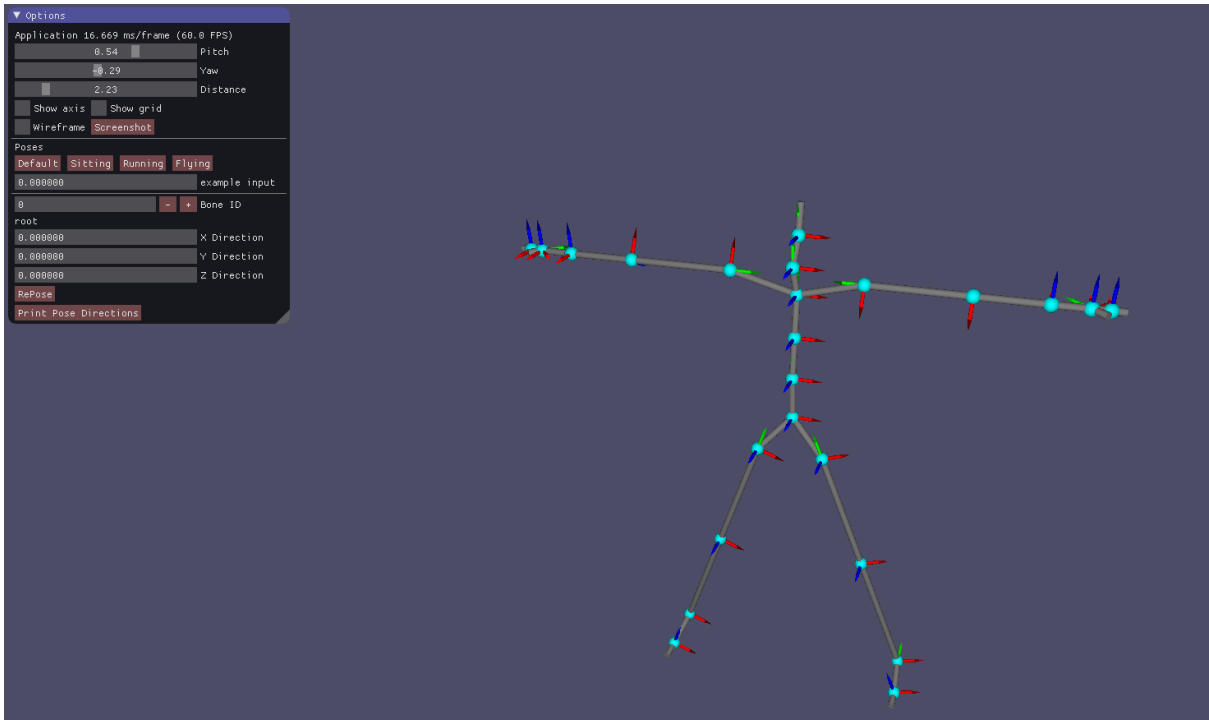 ▼ Options
Application 16.669 ms/frame (60.0 FPS)
0.54 Pitch
-0.29 Yaw
2.23 Distance
Show axis Show grid
Wireframe Screenshot
Poses
Default Sitting Running Flying
0.000000 example input
0 - + Bone ID
root
0.000000 X Direction
0.000000 Y Direction
0.000000 Z Direction
RePose
Print Pose Directions